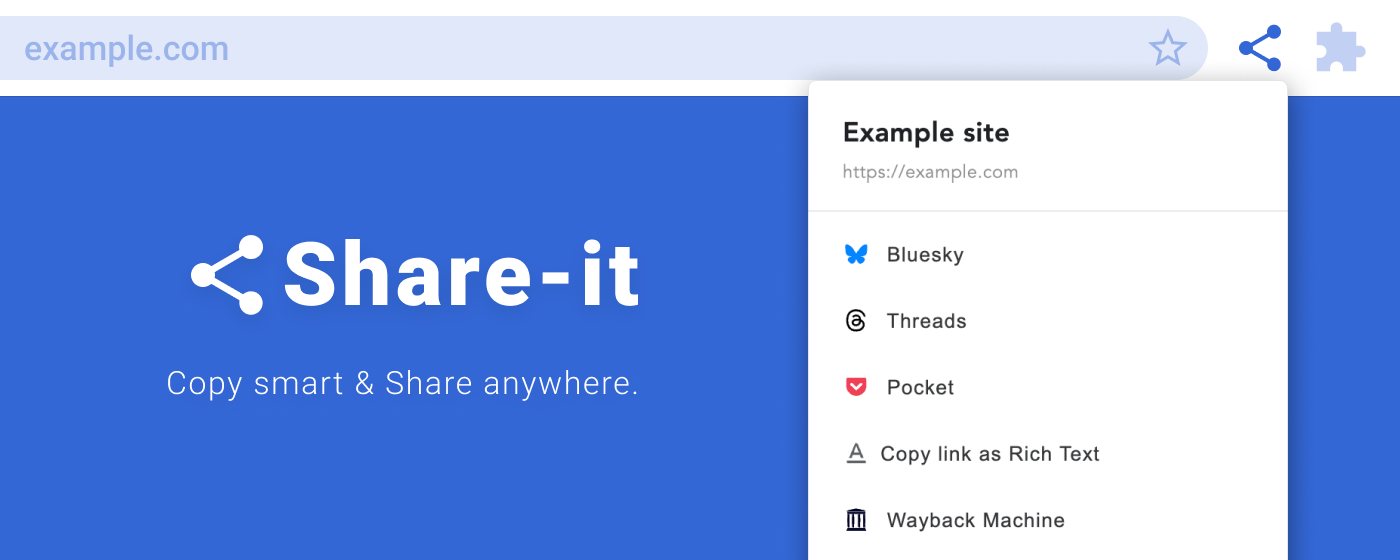 example.com
Example site
https://example.com
Share-it
Copy smart & Share anywhere.
Bluesky
Threads
Pocket
Copy link as Rich Text
Wayback Machine